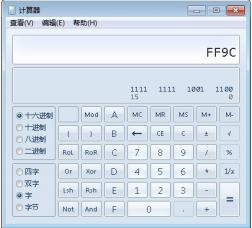 计算器
查看(V) 编辑(E) 帮助(H)
FF9C
1111 1111 1001 1100
15 0
十六进制 Mod A MC MR MS M+ M-
十进制 ( ) B ← CE C ± √
八进制
二进制 RoL RoR C 7 8 9 / %
四字 Or Xor D 4 5 6 * 1/x
双字
字 Lsh Rsh E 1 2 3 - =
字节 Not And F 0 . +